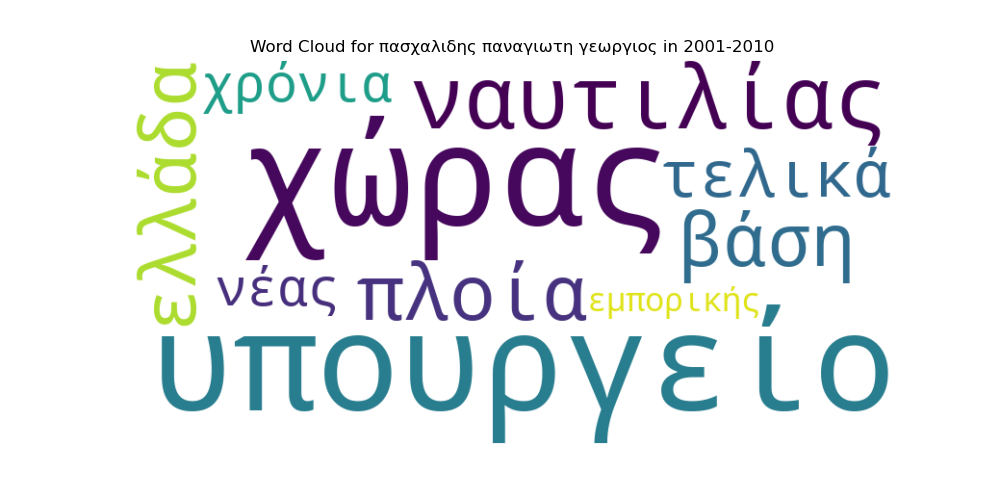 Word Cloud for πασχαλιδης παναγιωτη γεωργιος in 2001-2010
ελλάδα
χρόνια
ναυτιλίας
χώρας
τελικά
βάση
νέας
πλοία
εμπορικής
υπουργείο